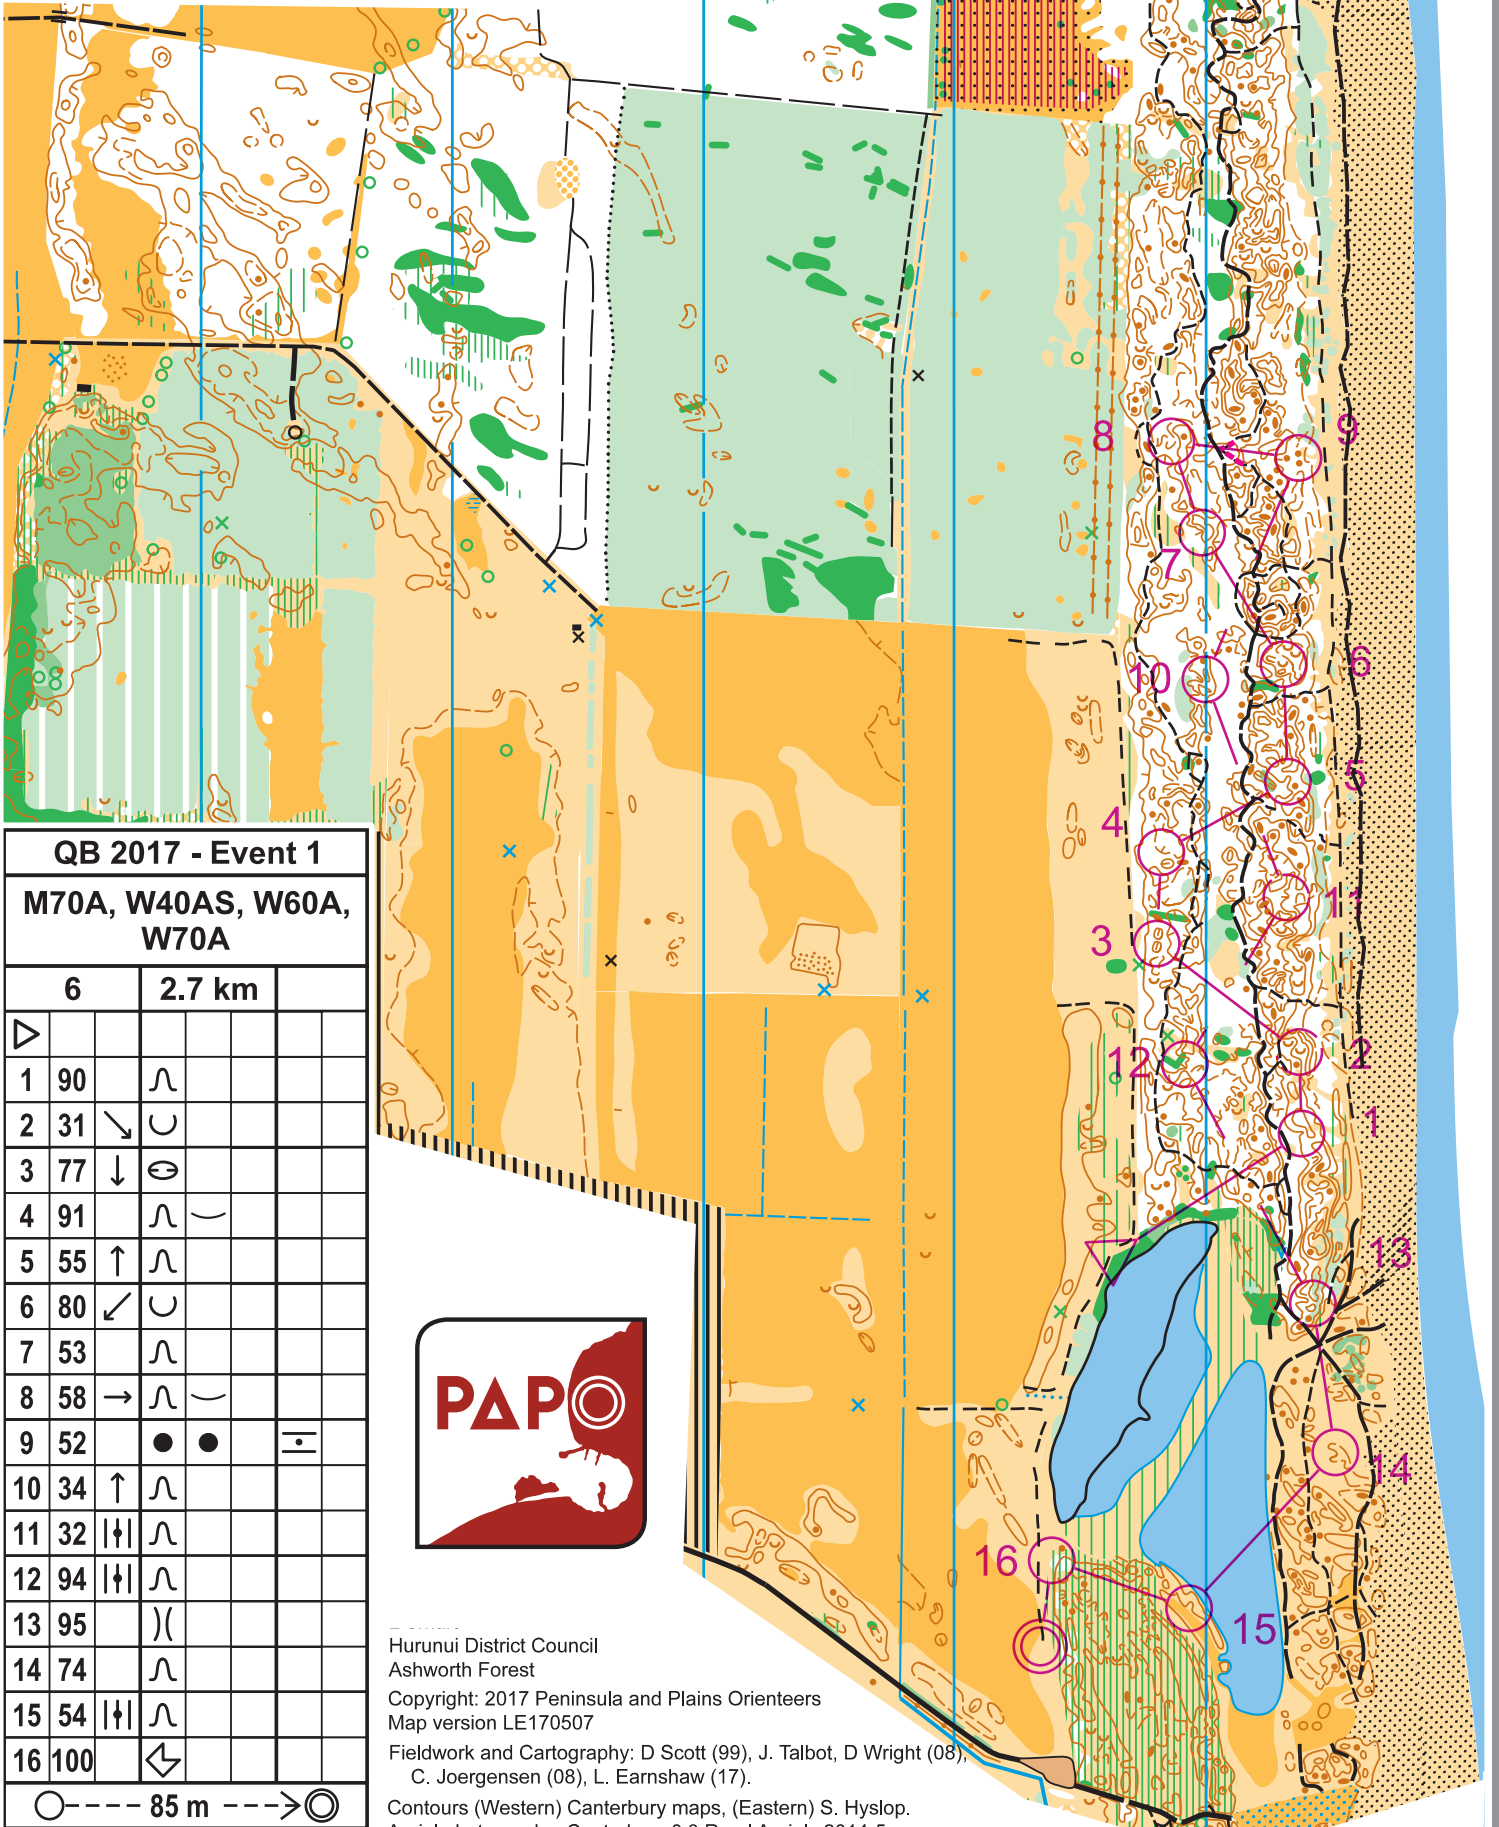 QB 2017 - Event 1
M70A, W40AS, W60A,
W70A
6 2.7 km
1 90
2 31
3 77
4 91
5 55
6 80
7 53
8 58
9 52
10 34
11 32
12 94
13 95
14 74
15 54
16 100
85 m
PAPO
Hurunui District Council
Ashworth Forest
Copyright: 2017 Peninsula and Plains Orienteers
Map version LE170507
Fieldwork and Cartography: D Scott (99), J. Talbot, D Wright (08),
C. Joergensen (08), L. Earnshaw (17).
Contours (Western) Canterbury maps, (Eastern) S. Hyslop.
8
9
7
10
6
5
4
11
3
12
2
1
13
14
16
15